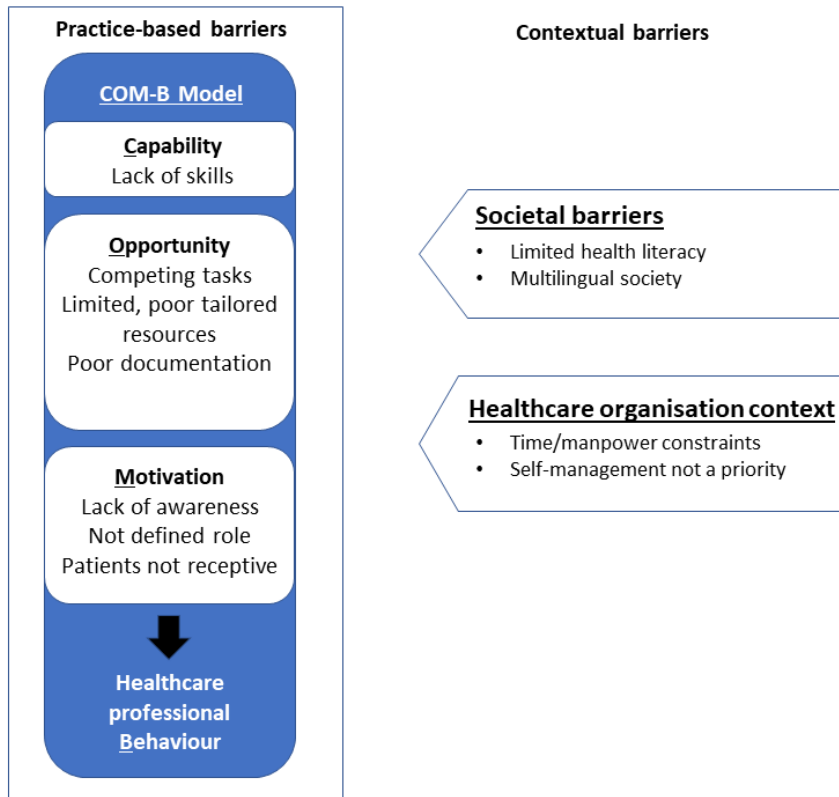 Practice-based barriers
COM-B Model
Capability
Lack of skills
Opportunity
Competing tasks
Limited, poor tailored
resources
Poor documentation
Motivation
Lack of awareness
Not defined role
Patients not receptive
Healthcare
professional
Behaviour
Contextual barriers
Societal barriers
• Limited health literacy
• Multilingual society
Healthcare organisation context
• Time/manpower constraints
• Self-management not a priority